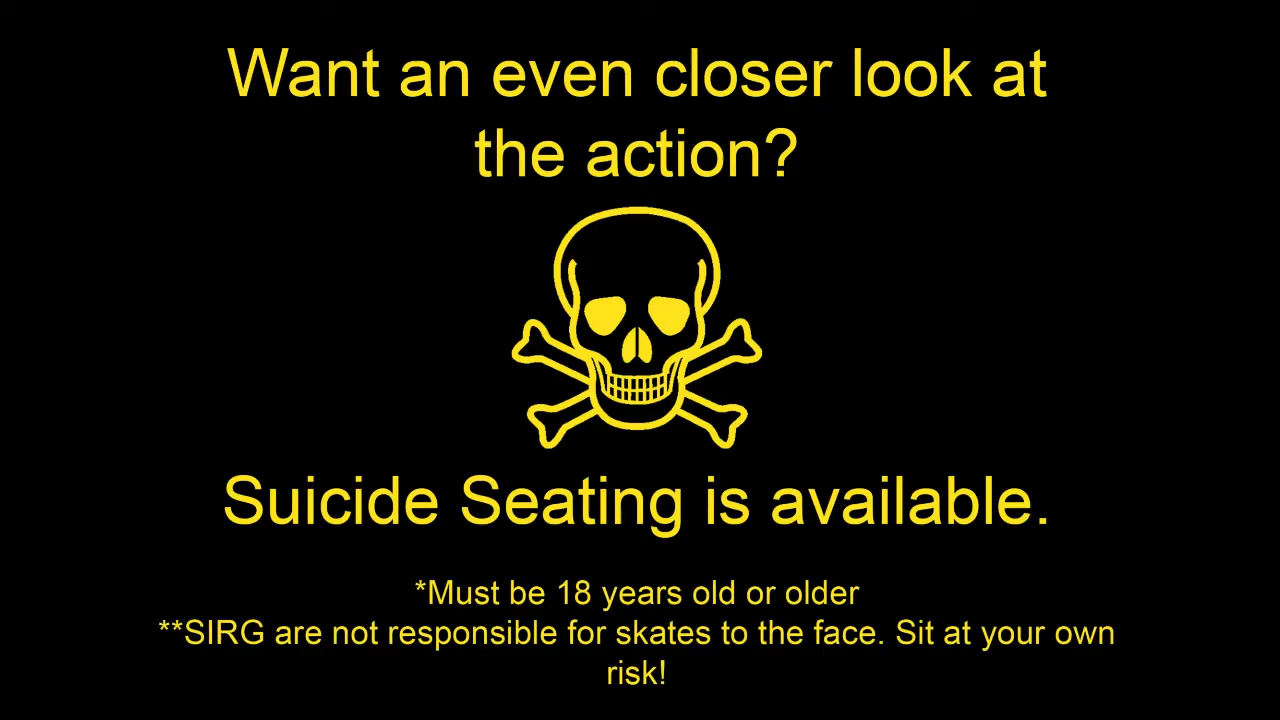 Want an even closer look at
the action?
Suicide Seating is available.
*Must be 18 years old or older
**SIRG are not responsible for skates to the face. Sit at your own
risk!